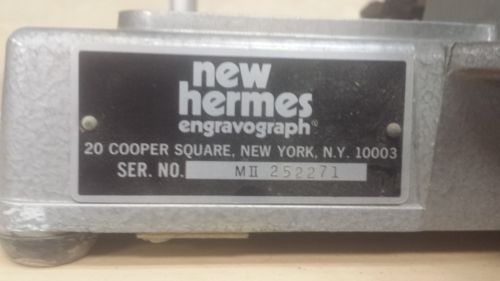 new
hermes
engravograph®
20 COOPER SQUARE, NEW YORK, N.Y. 10003
SER. NO. MII 252271